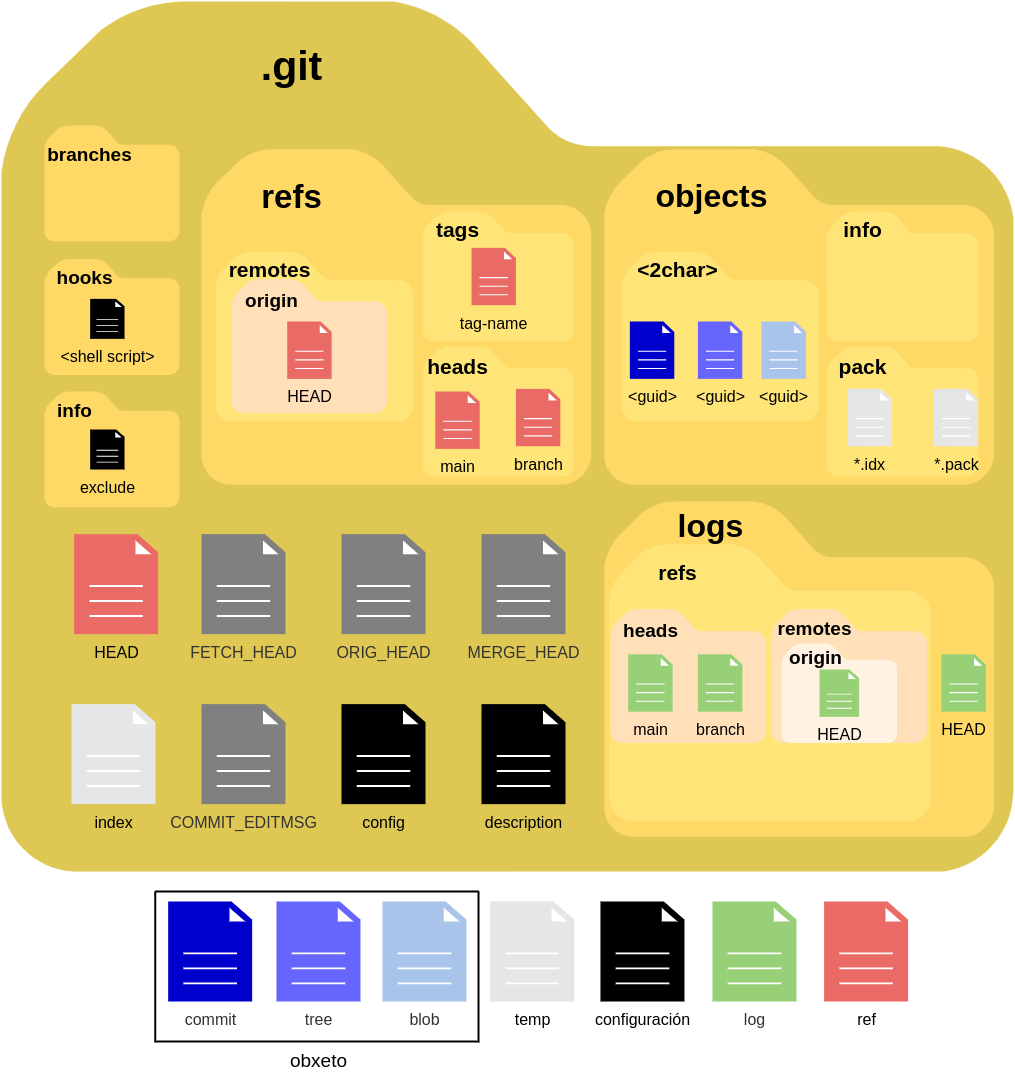 .git
branches
hooks
<shell script>
info
exclude
refs
remotes
origin
HEAD
tags
tag-name
heads
main
branch
objects
<2char>
<guid>
<guid>
<guid>
info
pack
*.idx
*.pack
HEAD
FETCH_HEAD
ORIG_HEAD
MERGE_HEAD
index
COMMIT_EDITMSG
config
description
logs
refs
heads
main
branch
remotes
origin
HEAD
HEAD
commit
tree
blob
obxeto
temp
configuración
log
ref